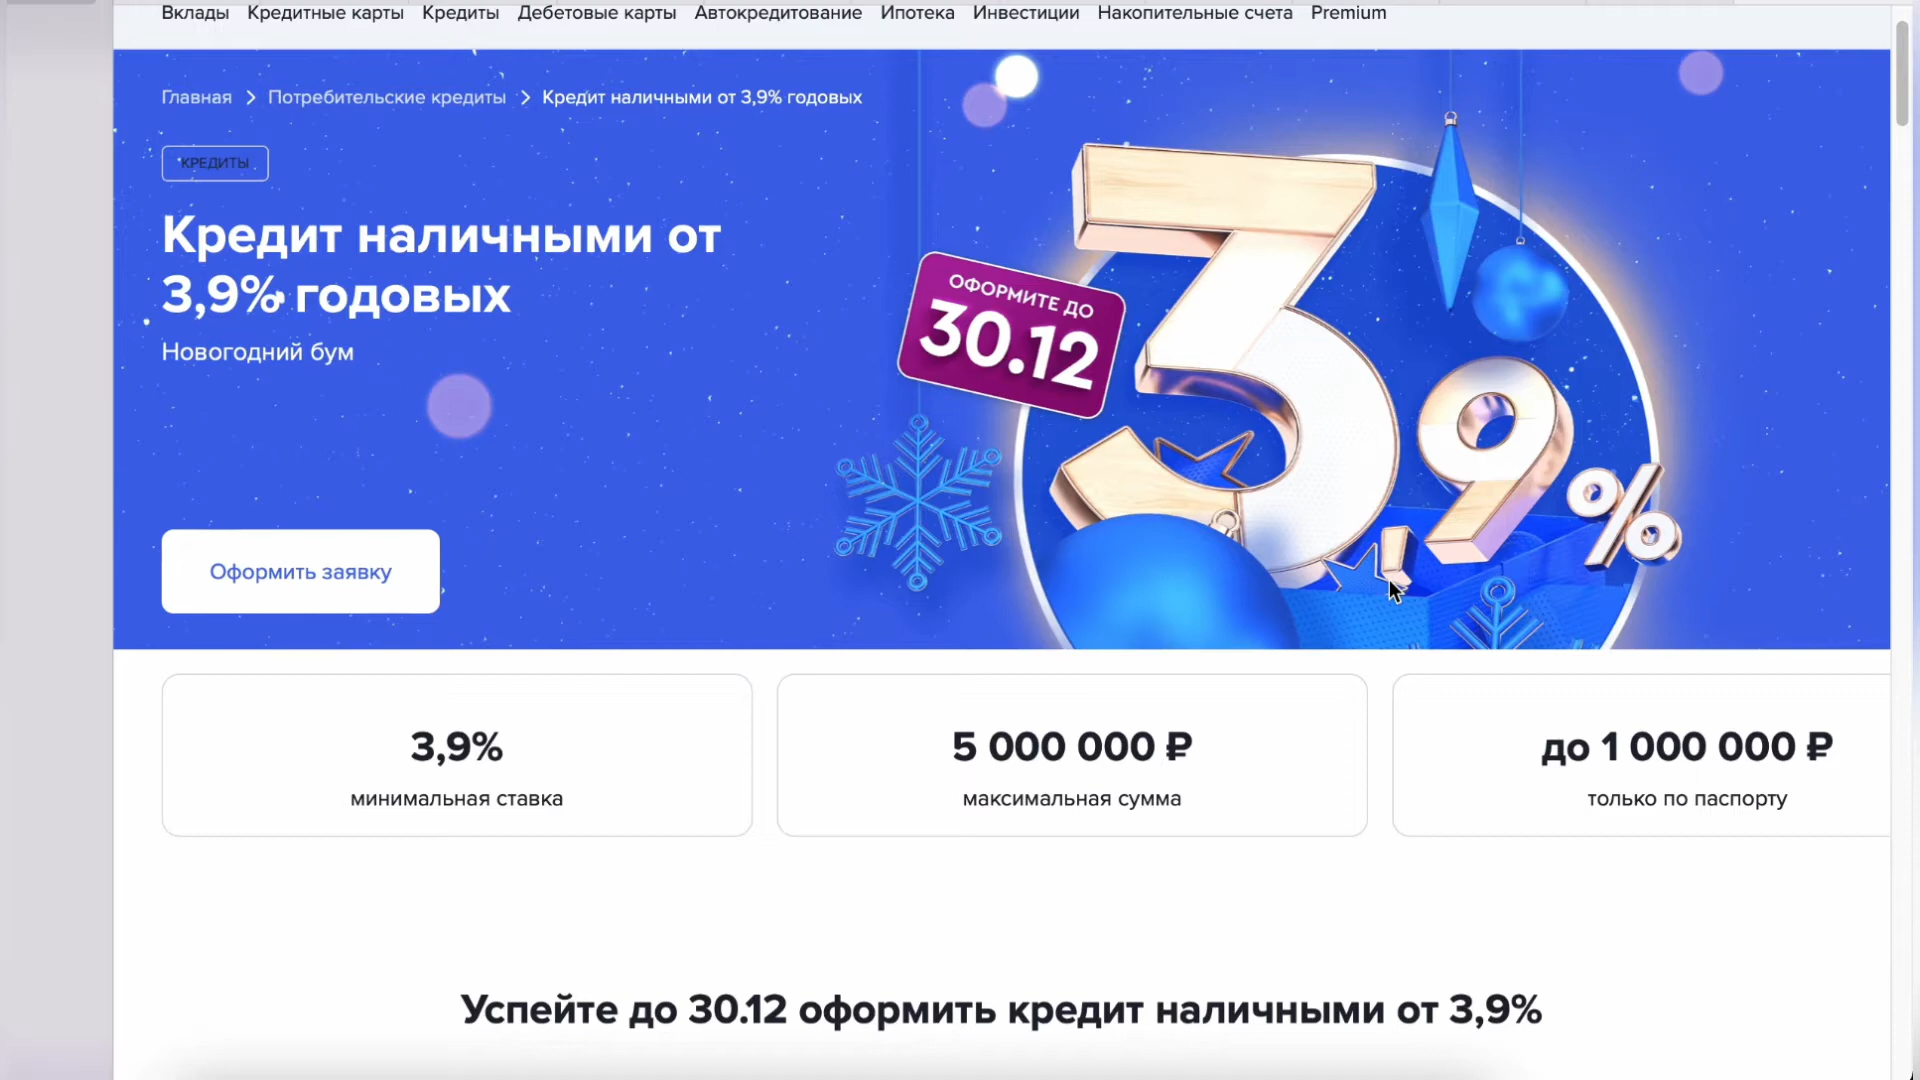 Вклады Кредитные карты Кредиты Дебетовые карты Автокредитование Ипотека Инвестиции Накопительные счета Premium
Главная > Потребительские кредиты > Кредит наличными от 3,9% годовых
КРЕДИТЫ
Кредит наличными от
3,9% годовых
Новогодний бум
Оформить заявку
ОФОРМИТЕ ДО
30.12
3,9%
3,9%
минимальная ставка
5 000 000 ₽
максимальная сумма
до 1 000 000 ₽
только по паспорту
Успейте до 30.12 оформить кредит наличными от 3,9%